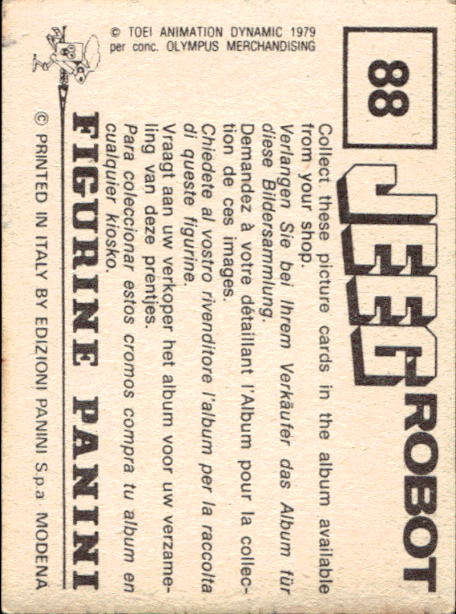 88
JEEG ROBOT
Collect these picture cards in the album available
from your shop.
Verlangen Sie bei Ihrem Verkäufer das Album für
diese Bildersammlung.
Demandez à votre détaillant l'Album pour la collec-
tion de ces images.
Chiedete al vostro rivenditore l'album per la raccolta
di queste figurine.
Vraagt aan uw verkoper het album voor uw verzame-
ling van deze prentjes.
Para coleccionar estos cromos compra tu album en
cualquier kiosko.
FIGURINE PANINI
© PRINTED IN ITALY BY EDIZIONI PANINI S.p.a MODENA
© TOEI ANIMATION DYNAMIC 1979
per conc. OLYMPUS MERCHANDISING